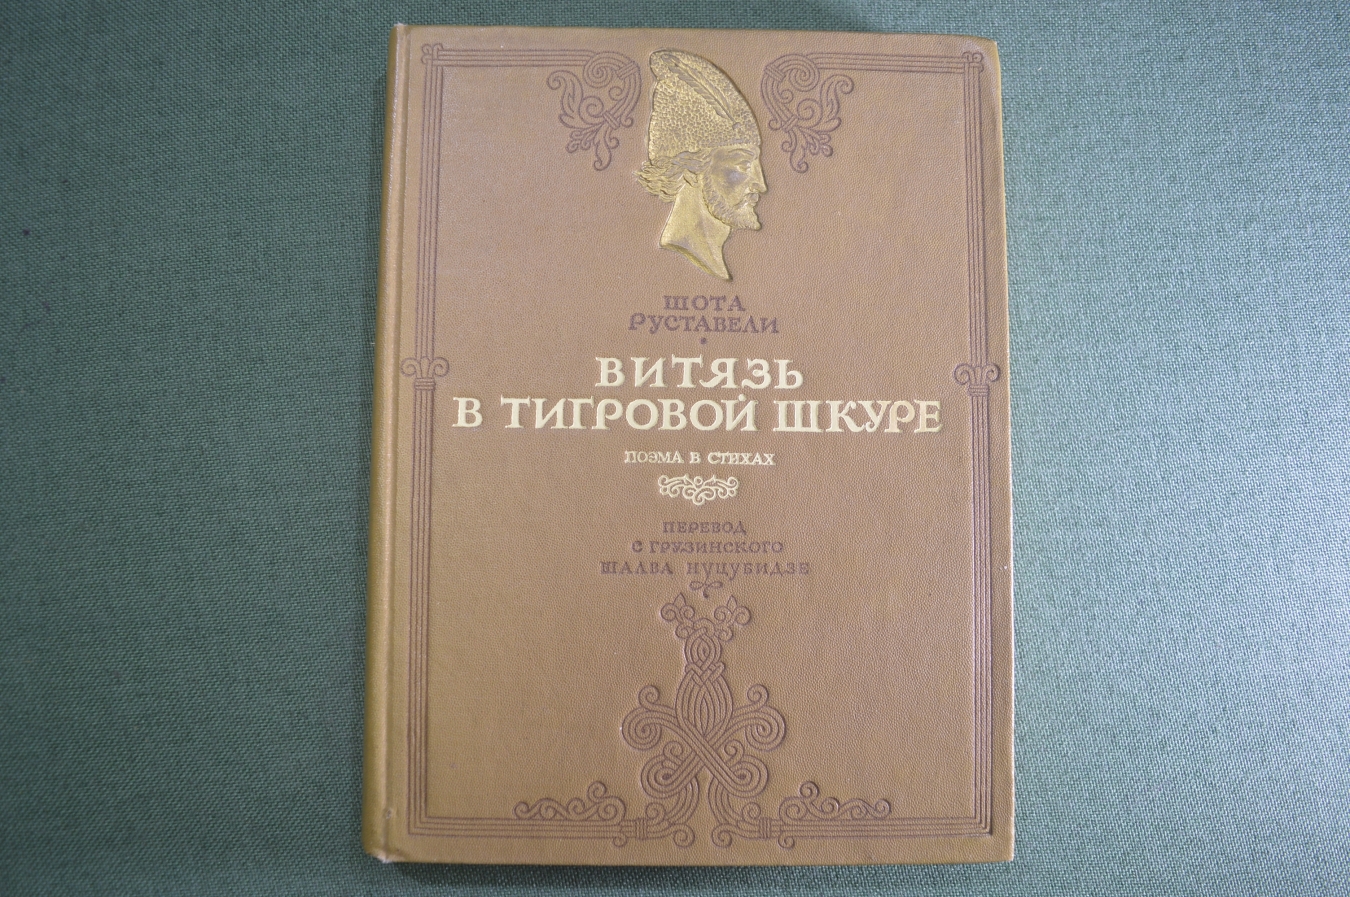 ШОТА
РУСТАВЕЛИ
ВИТЯЗЬ
В ТИГРОВОЙ ШКУРЕ
ПОЭМА В СТИХАХ
ПЕРЕВОД
С ГРУЗИНСКОГО
ШАЛВА НУЦУБИДЗЕ